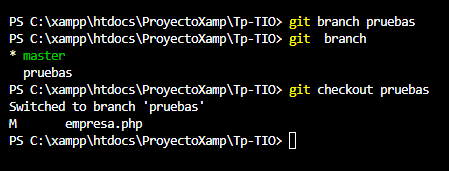 PS C:\xampp\htdocs\ProyectoXamp\Tp-TIO> git branch pruebas
PS C:\xampp\htdocs\ProyectoXamp\Tp-TIO> git  branch
* master
  pruebas
PS C:\xampp\htdocs\ProyectoXamp\Tp-TIO> git checkout pruebas
Switched to branch 'pruebas'
M       empresa.php
PS C:\xampp\htdocs\ProyectoXamp\Tp-TIO>